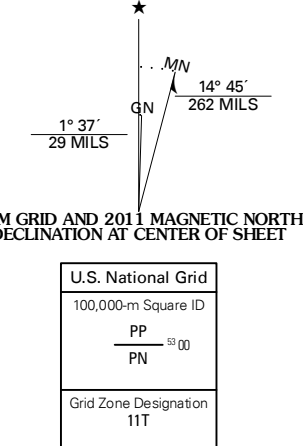 MN
GN
14° 45´
262 MILS
1° 37´
29 MILS
M GRID AND 2011 MAGNETIC NORTH
DECLINATION AT CENTER OF SHEET
U.S. National Grid
100,000-m Square ID
PP
PN
53 00
Grid Zone Designation
11T